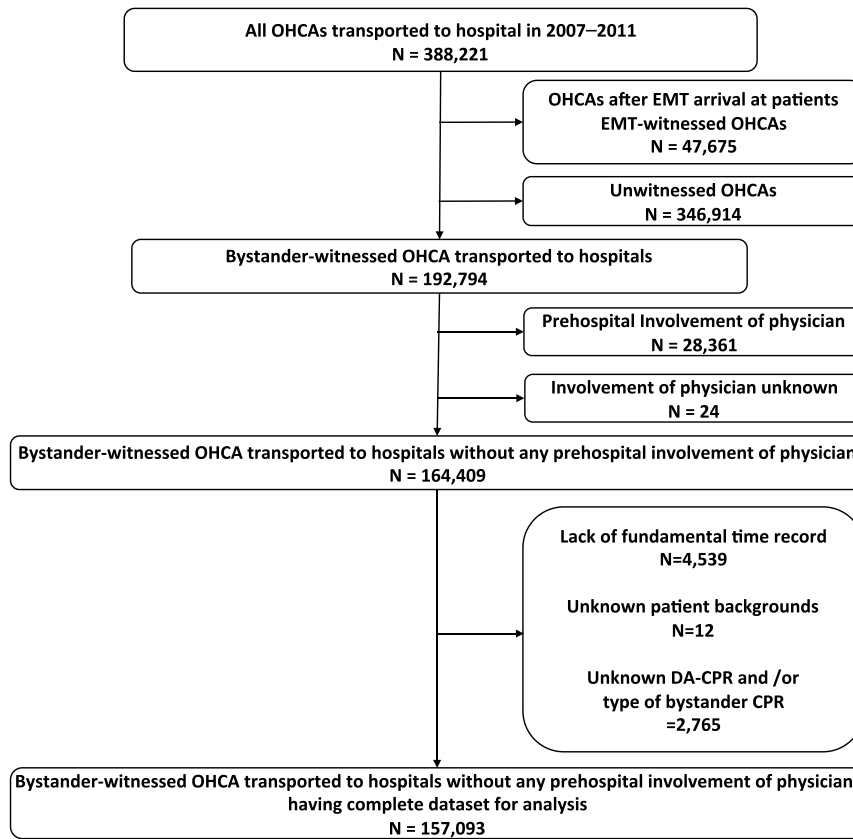 All OHCAs transported to hospital in 2007–2011
N = 388,221
OHCAs after EMT arrival at patients
EMT-witnessed OHCAs
N = 47,675
Unwitnessed OHCAs
N = 346,914
Bystander-witnessed OHCA transported to hospitals
N = 192,794
Prehospital Involvement of physician
N = 28,361
Involvement of physician unknown
N = 24
Bystander-witnessed OHCA transported to hospitals without any prehospital involvement of physician
N = 164,409
Lack of fundamental time record
N=4,539
Unknown patient backgrounds
N=12
Unknown DA-CPR and /or
type of bystander CPR
=2,765
Bystander-witnessed OHCA transported to hospitals without any prehospital involvement of physician
having complete dataset for analysis
N = 157,093